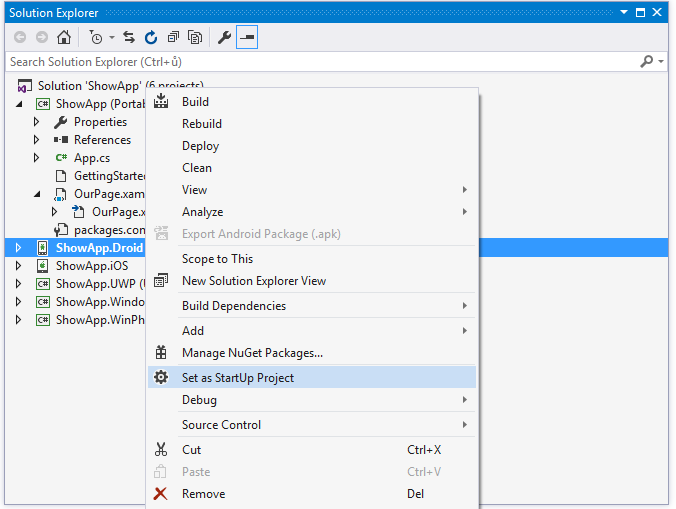 Solution Explorer
Search Solution Explorer (Ctrl+ů)
Solution 'ShowApp' (6 projects)
C# ShowApp (Portab
Properties
References
C# App.cs
GettingStarted
OurPage.xam
OurPage.x
packages.con
ShowApp.Droid
ShowApp.iOS
C# ShowApp.UWP (U
C# ShowApp.Windo
C# ShowApp.WinPh
Build
Rebuild
Deploy
Clean
View
Analyze
Export Android Package (.apk)
Scope to This
New Solution Explorer View
Build Dependencies
Add
Manage NuGet Packages...
Set as StartUp Project
Debug
Source Control
Cut Ctrl+X
Paste Ctrl+V
Remove Del